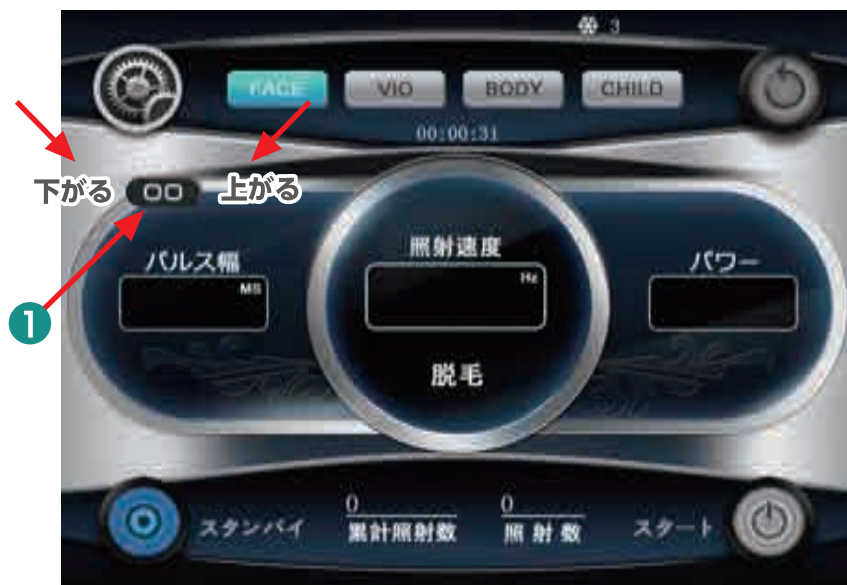 3
FACE VIO BODY CHILD
00:00:31
下がる 上がる
1
パルス幅
MS
照射速度
Hz
パワー
脱毛
スタンバイ
0
累計照射数
0
照射数
スタート